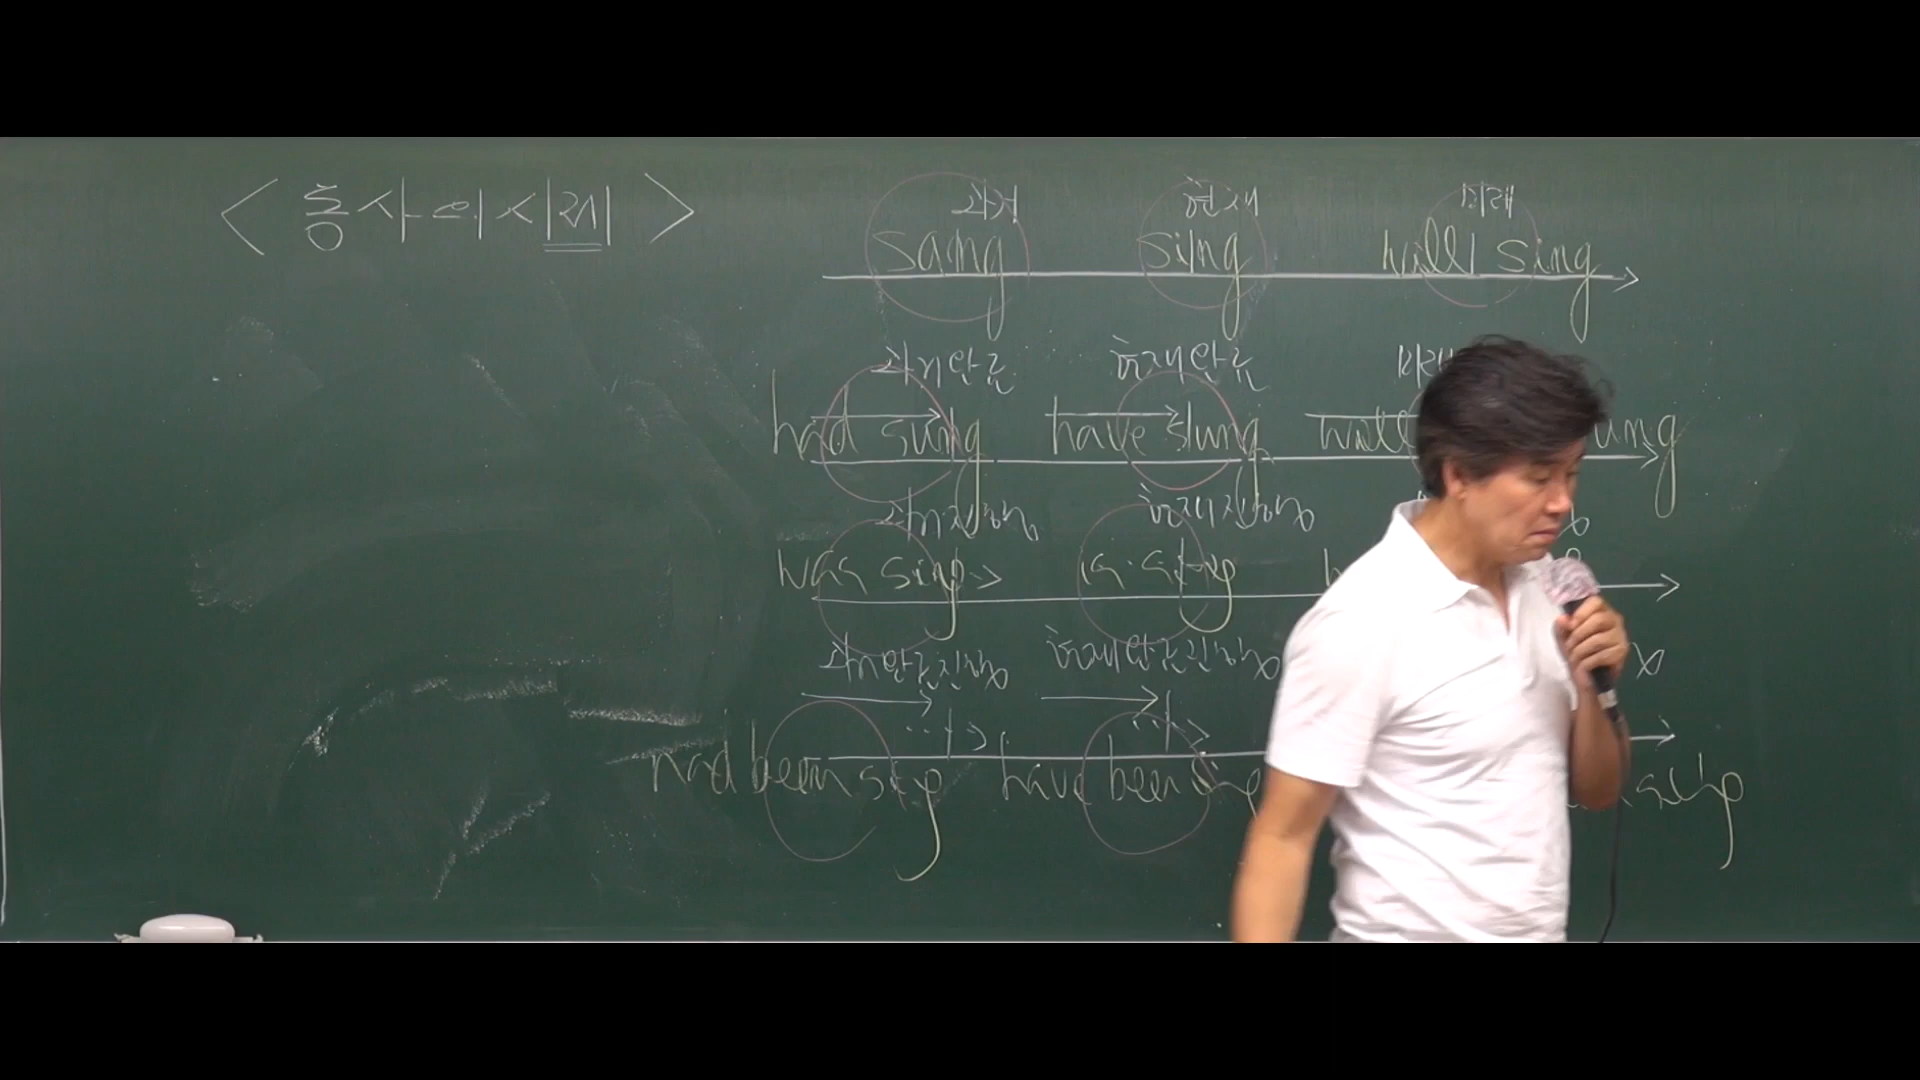 < 동사의 시제 >
과거 현재 미래
sang sing will sing
과거완료 현재완료
had sung have sung will ung
과거진행 현재진행
was sing is sing
과거완료진행 현재완료진행
had been sing have been sing